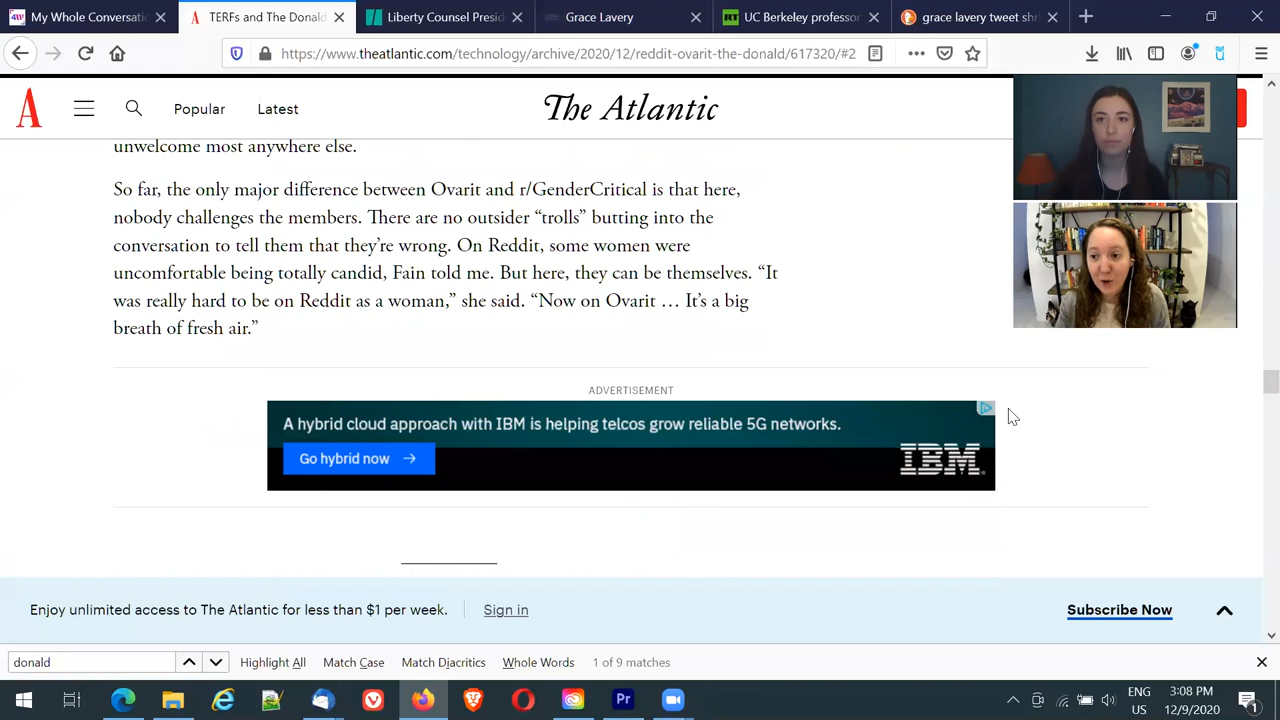 4W My Whole Conversati
A TERFs and The Donald
Liberty Counsel Presid
Grace Lavery
RT UC Berkeley professor
grace lavery tweet shr
https://www.theatlantic.com/technology/archive/2020/12/reddit-ovarit-the-donald/617320/#2
A
Popular
Latest
The Atlantic
unwelcome most anywhere else.
So far, the only major difference between Ovarit and r/GenderCritical is that here,
nobody challenges the members. There are no outsider “trolls” butting into the
conversation to tell them that they’re wrong. On Reddit, some women were
uncomfortable being totally candid, Fain told me. But here, they can be themselves. “It
was really hard to be on Reddit as a woman,” she said. “Now on Ovarit … It’s a big
breath of fresh air.”
ADVERTISEMENT
A hybrid cloud approach with IBM is helping telcos grow reliable 5G networks.
Go hybrid now →
IBM
Enjoy unlimited access to The Atlantic for less than $1 per week.
Sign in
Subscribe Now
donald
Highlight All
Match Case
Match Diacritics
Whole Words
1 of 9 matches
Pr
ENG
US
3:08 PM
12/9/2020
1